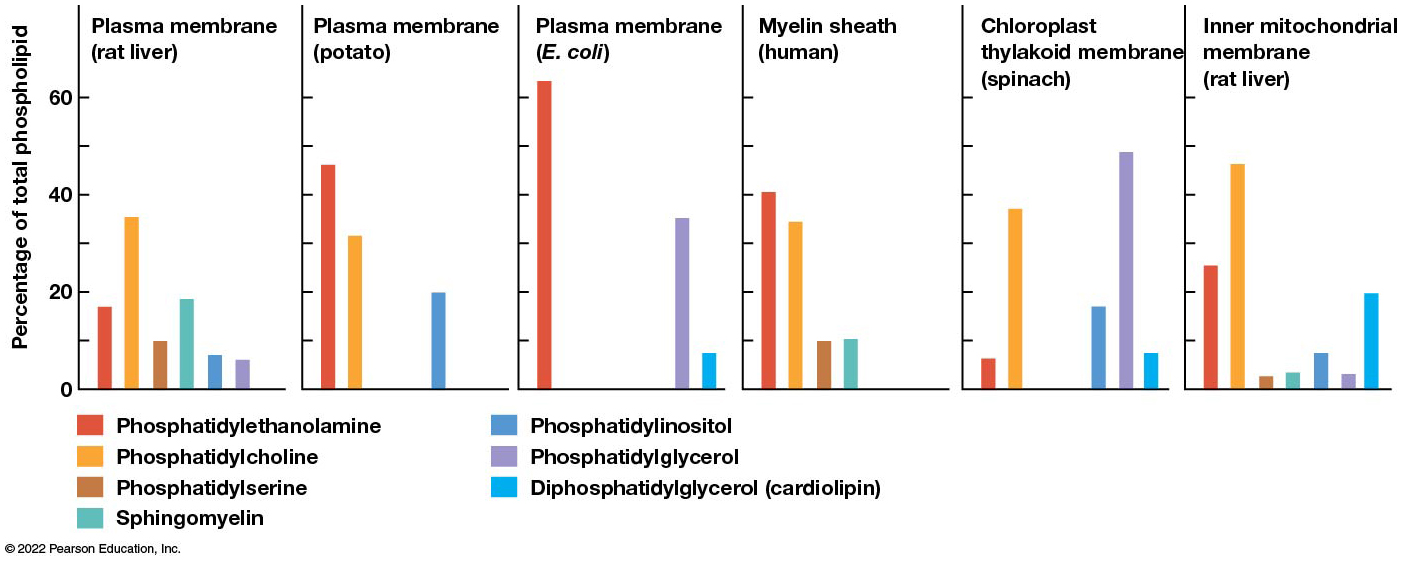 Plasma membrane
(rat liver)
Plasma membrane
(potato)
Plasma membrane
(E. coli)
Myelin sheath
(human)
Chloroplast
thylakoid membrane
(spinach)
Inner mitochondrial
membrane
(rat liver)
Percentage of total phospholipid
60
40
20
0
Phosphatidylethanolamine
Phosphatidylcholine
Phosphatidylserine
Sphingomyelin
Phosphatidylinositol
Phosphatidylglycerol
Diphosphatidylglycerol (cardiolipin)
© 2022 Pearson Education, Inc.